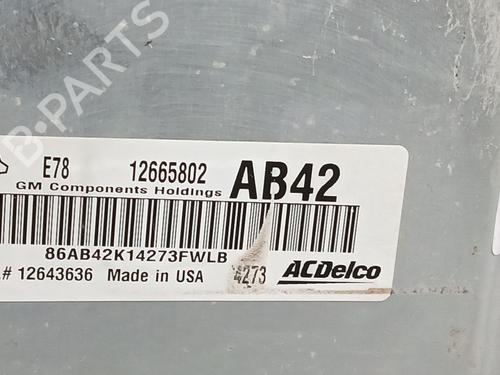 B-PARTS
E78 12665802 AB42
GM Components Holdings
86AB42K14273FWLB
# 12643636 Made in USA 4273 ACDelco